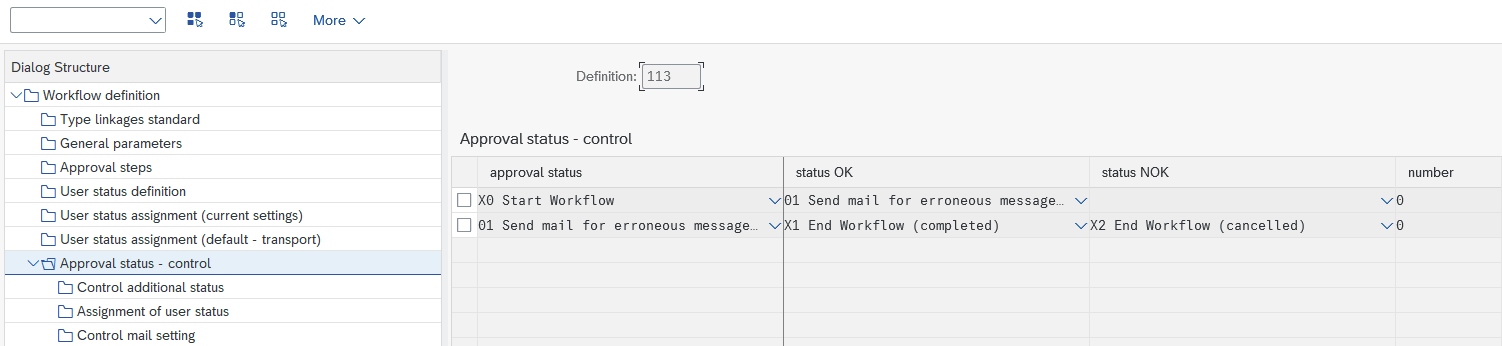 More
Dialog Structure
Workflow definition
Type linkages standard
General parameters
Approval steps
User status definition
User status assignment (current settings)
User status assignment (default - transport)
Approval status - control
Control additional status
Assignment of user status
Control mail setting
Definition: 113
Approval status - control
approval status status OK status NOK number
X0 Start Workflow 01 Send mail for erroneous message… 0
01 Send mail for erroneous message… X1 End Workflow (completed) X2 End Workflow (cancelled) 0